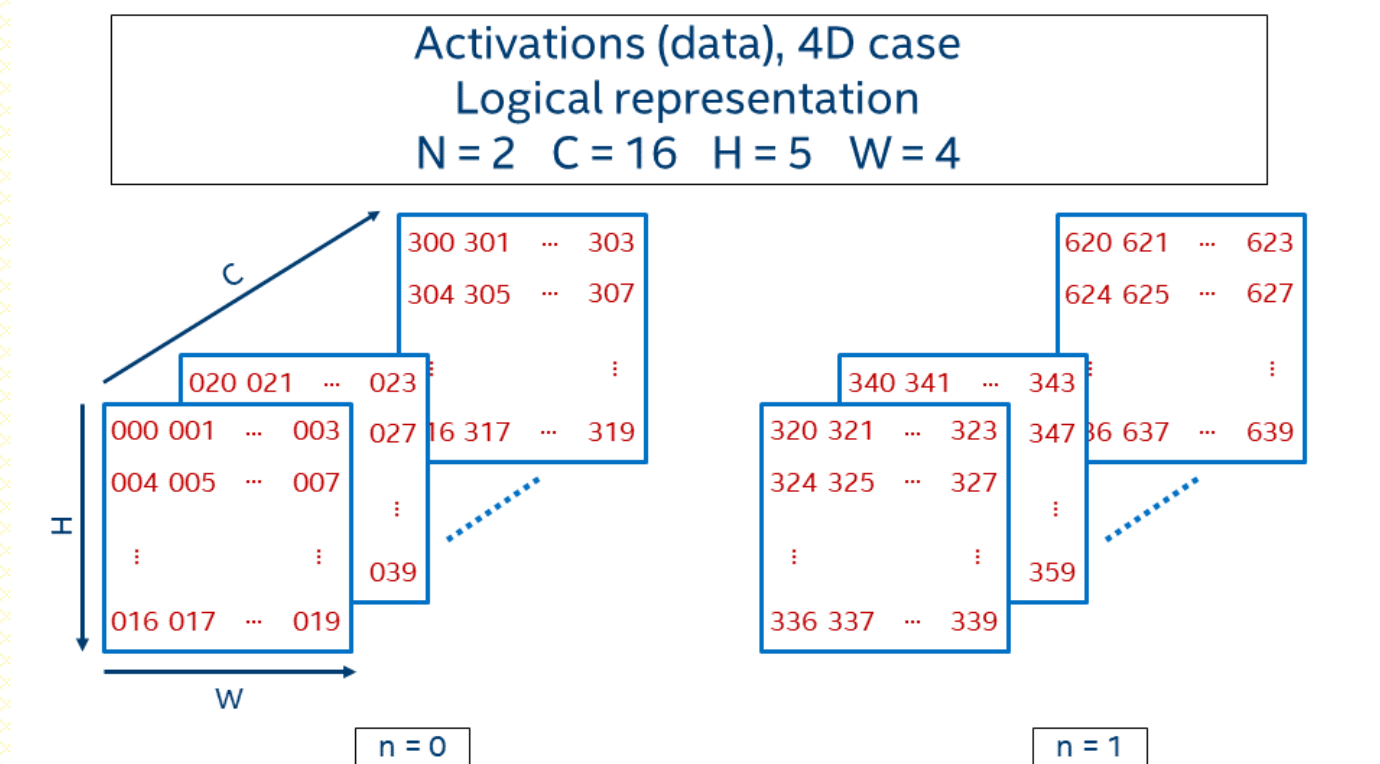 Activations (data), 4D case
Logical representation
N = 2 C = 16 H = 5 W = 4
C
300 301 ... 303
304 305 ... 307
⋮
⋮
16 317 ... 319
020 021 ... 023
027
⋮
039
000 001 ... 003
004 005 ... 007
⋮ ⋮
016 017 ... 019
H
W
n = 0
620 621 ... 623
624 625 ... 627
⋮
⋮
36 637 ... 639
340 341 ... 343
347
⋮
359
320 321 ... 323
324 325 ... 327
⋮ ⋮
336 337 ... 339
n = 1